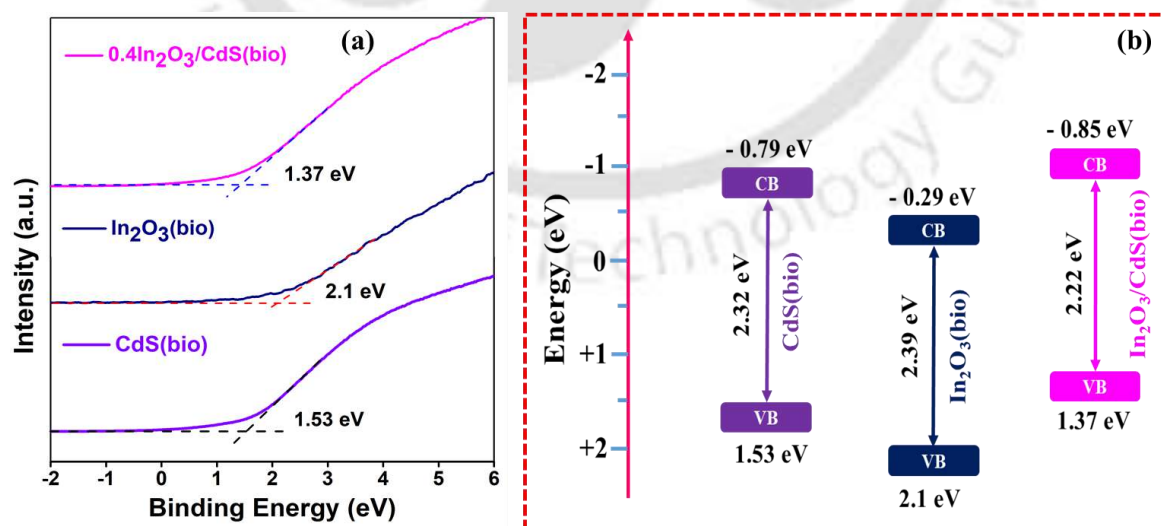 (a)
0.4In₂O₃/CdS(bio)
1.37 eV
In₂O₃(bio)
2.1 eV
CdS(bio)
1.53 eV
Intensity (a.u.)
-2 -1 0 1 2 3 4 5 6
Binding Energy (eV)
(b)
Energy (eV)
-2
-1
0
+1
+2
- 0.79 eV
CB
2.32 eV
CdS(bio)
VB
1.53 eV
- 0.29 eV
CB
2.39 eV
In₂O₃(bio)
VB
2.1 eV
- 0.85 eV
CB
2.22 eV
In₂O₃/CdS(bio)
VB
1.37 eV
Technology Gu